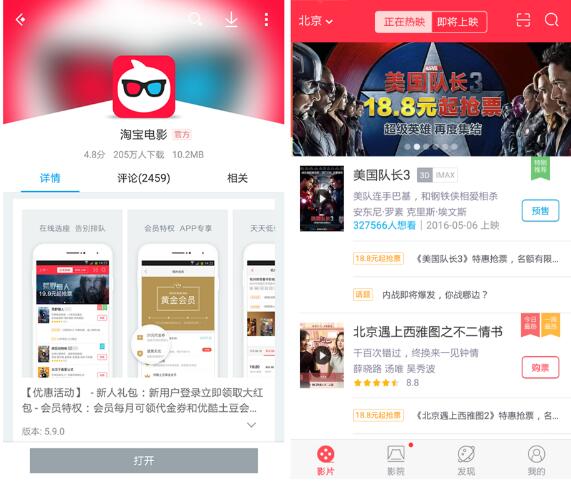 淘宝电影 官方
4.8分 205万人下载 10.2MB
详情 评论(2459) 相关
在线选座 告别排队
会员特权 APP专享
天天低
19.9元起抢票
黄金会员
【优惠活动】 - 新人礼包：新用户登录立即领取大红
包 - 会员特权：会员每月可领代金券和优酷土豆会…
版本: 5.9.0
打开
北京
正在热映 即将上映
MARVEL
美国队长3
18.8元起抢票
超级英雄 再度集结
美国队长3 3D IMAX
特别推荐
美队连手巴基，和钢铁侠相爱相杀
安东尼·罗素 克里斯·埃文斯
327566人想看 | 2016-05-06 上映
预售
18.8元起抢票 《美国队长3》特惠抢票，名额有限...
话题 内战即将爆发，你战哪边？
北京遇上西雅图之不二情书
今日最热
一周最热
千百次错过，终换来一见钟情
薛晓路 汤唯 吴秀波
8.8
购票
18.8元起抢票 《北京遇上西雅图2》特惠抢票，名...
影片 影院 发现 我的